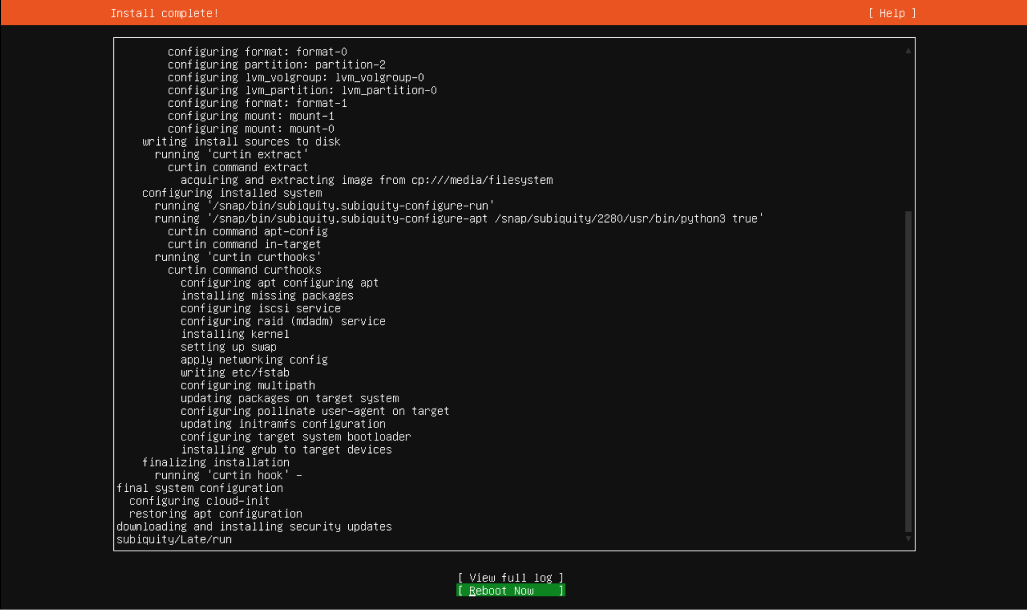 Install complete!
[ Help ]
configuring format: format-0
configuring partition: partition-2
configuring lvm_volgroup: lvm_volgroup-0
configuring lvm_partition: lvm_partition-0
configuring format: format-1
configuring mount: mount-1
configuring mount: mount-0
writing install sources to disk
running 'curtin extract'
curtin command extract
acquiring and extracting image from cp:///media/filesystem
configuring installed system
running '/snap/bin/subiquity.subiquity-configure-run'
running '/snap/bin/subiquity.subiquity-configure-apt /snap/subiquity/2280/usr/bin/python3 true'
curtin command apt-config
curtin command in-target
running 'curtin curthooks'
curtin command curthooks
configuring apt configuring apt
installing missing packages
configuring iscsi service
configuring raid (mdadm) service
installing kernel
setting up swap
apply networking config
writing etc/fstab
configuring multipath
updating packages on target system
configuring pollinate user-agent on target
updating initramfs configuration
configuring target system bootloader
installing grub to target devices
finalizing installation
running 'curtin hook' -
final system configuration
configuring cloud-init
restoring apt configuration
downloading and installing security updates
subiquity/Late/run
[ View full log ]
[ Reboot Now ]